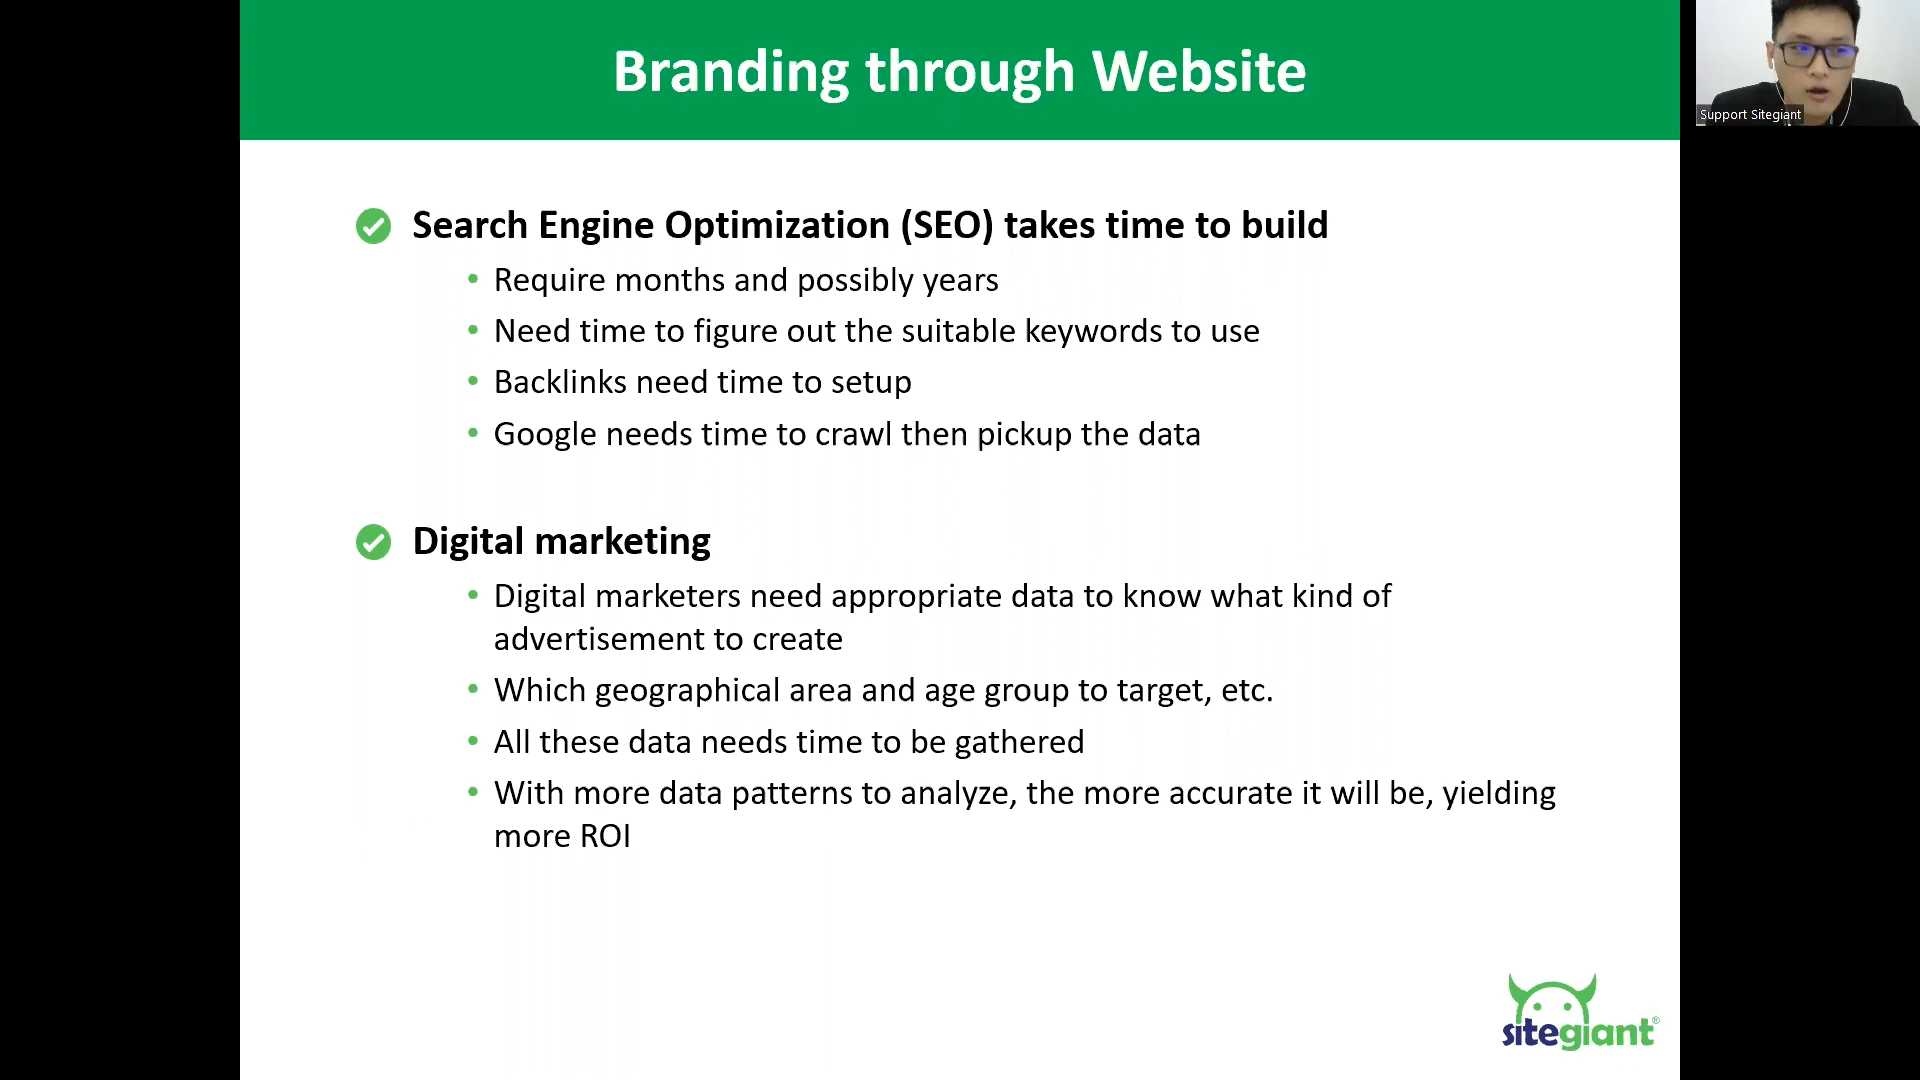 Branding through Website
Support Sitegiant
Search Engine Optimization (SEO) takes time to build
• Require months and possibly years
• Need time to figure out the suitable keywords to use
• Backlinks need time to setup
• Google needs time to crawl then pickup the data
Digital marketing
• Digital marketers need appropriate data to know what kind of
advertisement to create
• Which geographical area and age group to target, etc.
• All these data needs time to be gathered
• With more data patterns to analyze, the more accurate it will be, yielding
more ROI
sitegiant®